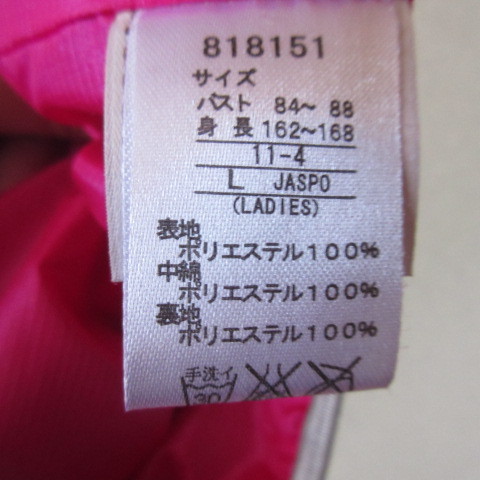 818151
サイズ
バスト 84～ 88
身 長 162～168
11-4
L JASPO
(LADIES)
表地
ポリエステル100%
中綿
ポリエステル100%
裏地
ポリエステル100%
手洗イ
30